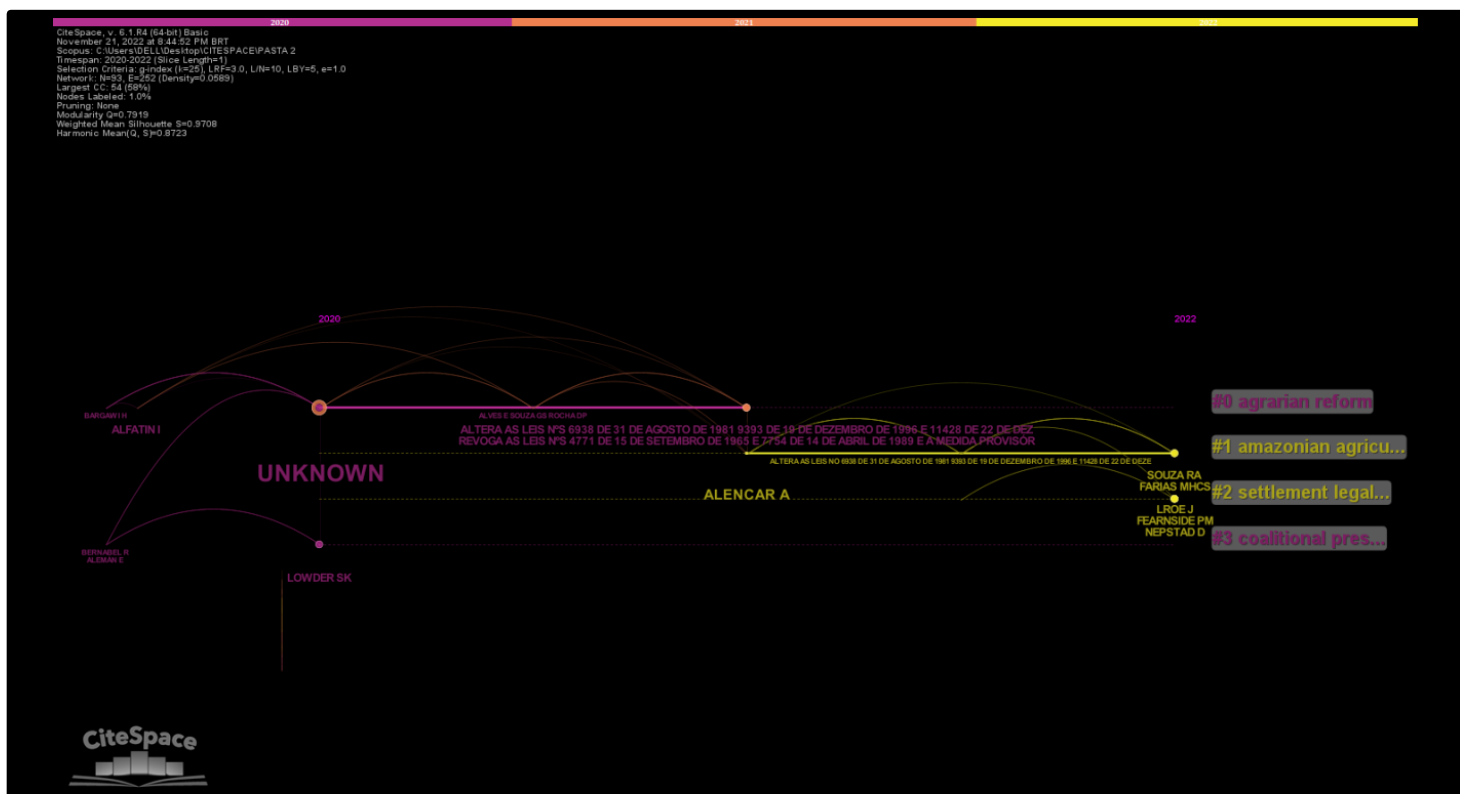 2020 2021 2022
CiteSpace, v. 6.1.R4 (64-bit) Basic
November 21, 2022 at 8:44:52 PM BRT
Scopus: C:\Users\DELL\Desktop\CITESPACE\PASTA 2
Timespan: 2020-2022 (Slice Length=1)
Selection Criteria: g-index (k=25), LRF=3.0, L/N=10, LBY=5, e=1.0
Network: N=93, E=252 (Density=0.0589)
Largest CC: 54 (58%)
Nodes Labeled: 1.0%
Pruning: None
Modularity Q=0.7919
Weighted Mean Silhouette S=0.9708
Harmonic Mean(Q, S)=0.8723
2020
2022
#0 agrarian reform
BARGAWI H
ALVES E SOUZA GS ROCHA DP
ALFATIN I
ALTERA AS LEIS NºS 6938 DE 31 DE AGOSTO DE 1981 9393 DE 19 DE DEZEMBRO DE 1996 E 11428 DE 22 DE DEZ
REVOGA AS LEIS NºS 4771 DE 15 DE SETEMBRO DE 1965 E 7754 DE 14 DE ABRIL DE 1989 E A MEDIDA PROVISÓR
#1 amazonian agricu...
ALTERA AS LEIS NO 6938 DE 31 DE AGOSTO DE 1981 9393 DE 19 DE DEZEMBRO DE 1996 E 11428 DE 22 DE DEZE
UNKNOWN
SOUZA RA
FARIAS MHCS
#2 settlement legal...
ALENCAR A
LROE J
FEARNSIDE PM
NEPSTAD D
#3 coalitional pres...
BERNABEL R
ALEMAN E
LOWDER SK
CiteSpace